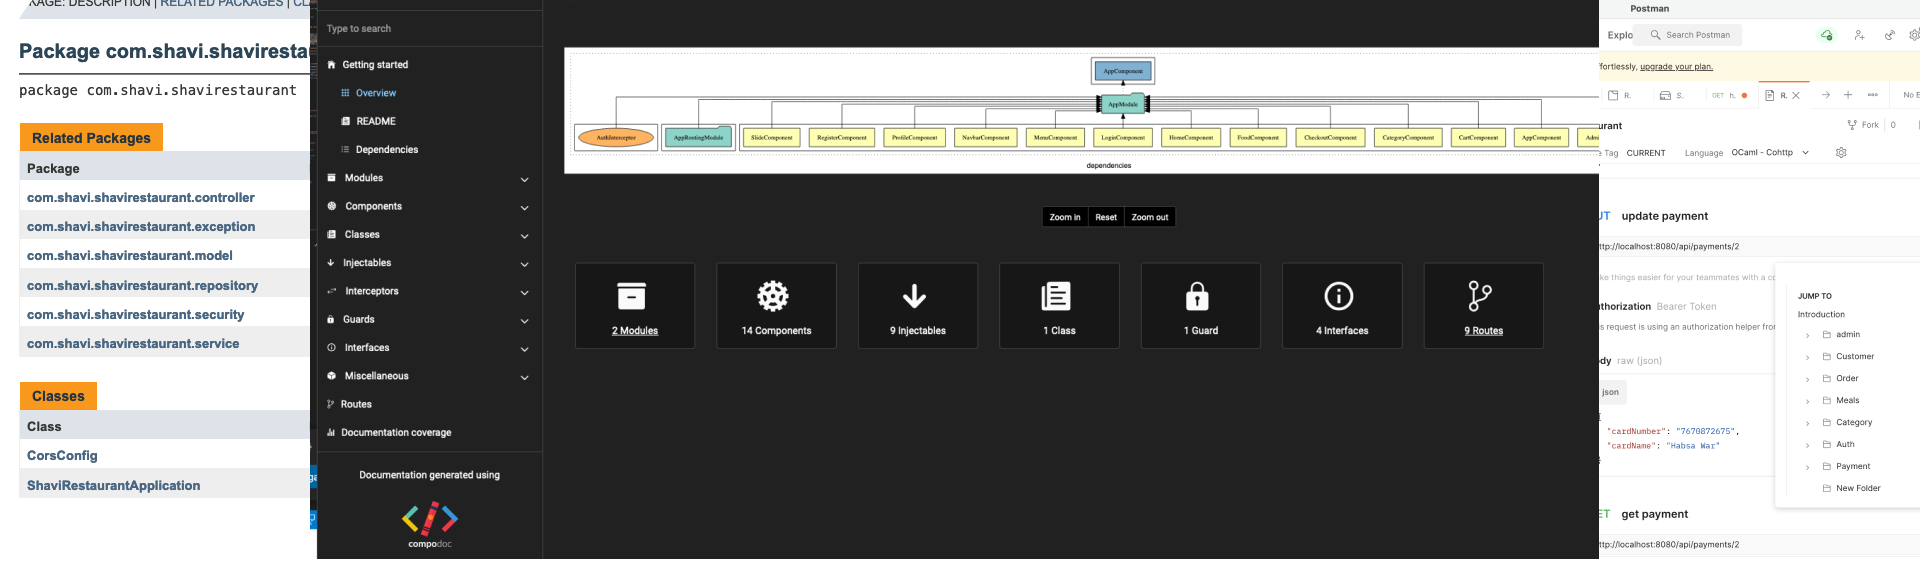 KAGE: DESCRIPTION | RELATED PACKAGES | CL
Package com.shavi.shaviresta
package com.shavi.shavirestaurant
Related Packages
Package
com.shavi.shavirestaurant.controller
com.shavi.shavirestaurant.exception
com.shavi.shavirestaurant.model
com.shavi.shavirestaurant.repository
com.shavi.shavirestaurant.security
com.shavi.shavirestaurant.service
Classes
Class
CorsConfig
ShaviRestaurantApplication
Type to search
Getting started
Overview
README
Dependencies
Modules
Components
Classes
Injectables
Interceptors
Guards
Interfaces
Miscellaneous
Routes
Documentation coverage
Documentation generated using
compodoc
AppComponent
AppModule
AuthInterceptor
AppRoutingModule
SlideComponent
RegisterComponent
ProfileComponent
NavbarComponent
MenuComponent
LoginComponent
HomeComponent
FoodComponent
CheckoutComponent
CategoryComponent
CartComponent
AppComponent
Admi
dependencies
Zoom in
Reset
Zoom out
2 Modules
14 Components
9 Injectables
1 Class
1 Guard
4 Interfaces
9 Routes
Postman
Explo
Search Postman
ffortlessly, upgrade your plan.
R.
S.
GET h.
R.
No E
urant
Fork
0
e Tag CURRENT
Language OCaml - Cohttp
UT update payment
ttp://localhost:8080/api/payments/2
ke things easier for your teammates with a co
thorization Bearer Token
is request is using an authorization helper fro
dy raw (json)
json
"cardNumber": "7670872675",
"cardName": "Habsa War"
ET get payment
ttp://localhost:8080/api/payments/2
JUMP TO
Introduction
admin
Customer
Order
Meals
Category
Auth
Payment
New Folder